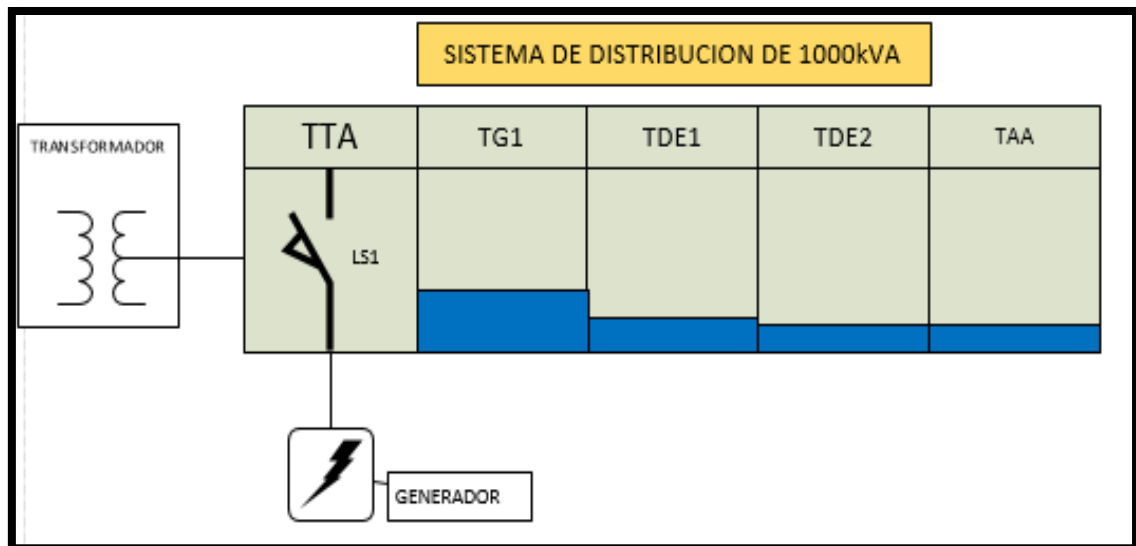 SISTEMA DE DISTRIBUCION DE 1000kVA
TRANSFORMADOR
TTA
TG1
TDE1
TDE2
TAA
LS1
GENERADOR